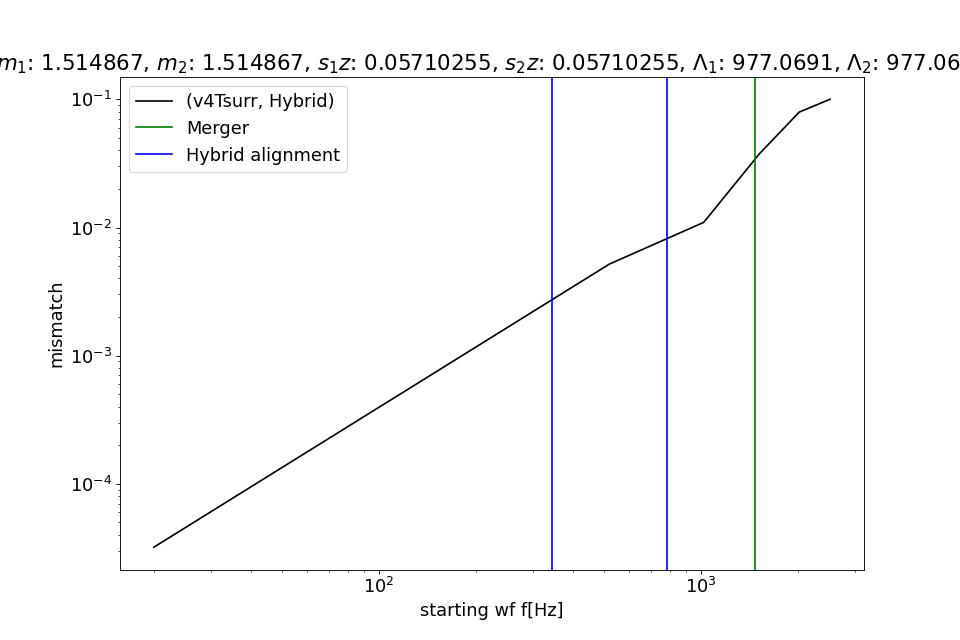 m₁: 1.514867, m₂: 1.514867, s₁z: 0.05710255, s₂z: 0.05710255, Λ₁: 977.0691, Λ₂: 977.06
10⁻¹
(v4Tsurr, Hybrid)
Merger
Hybrid alignment
10⁻²
mismatch
10⁻³
10⁻⁴
10²
10³
starting wf f[Hz]